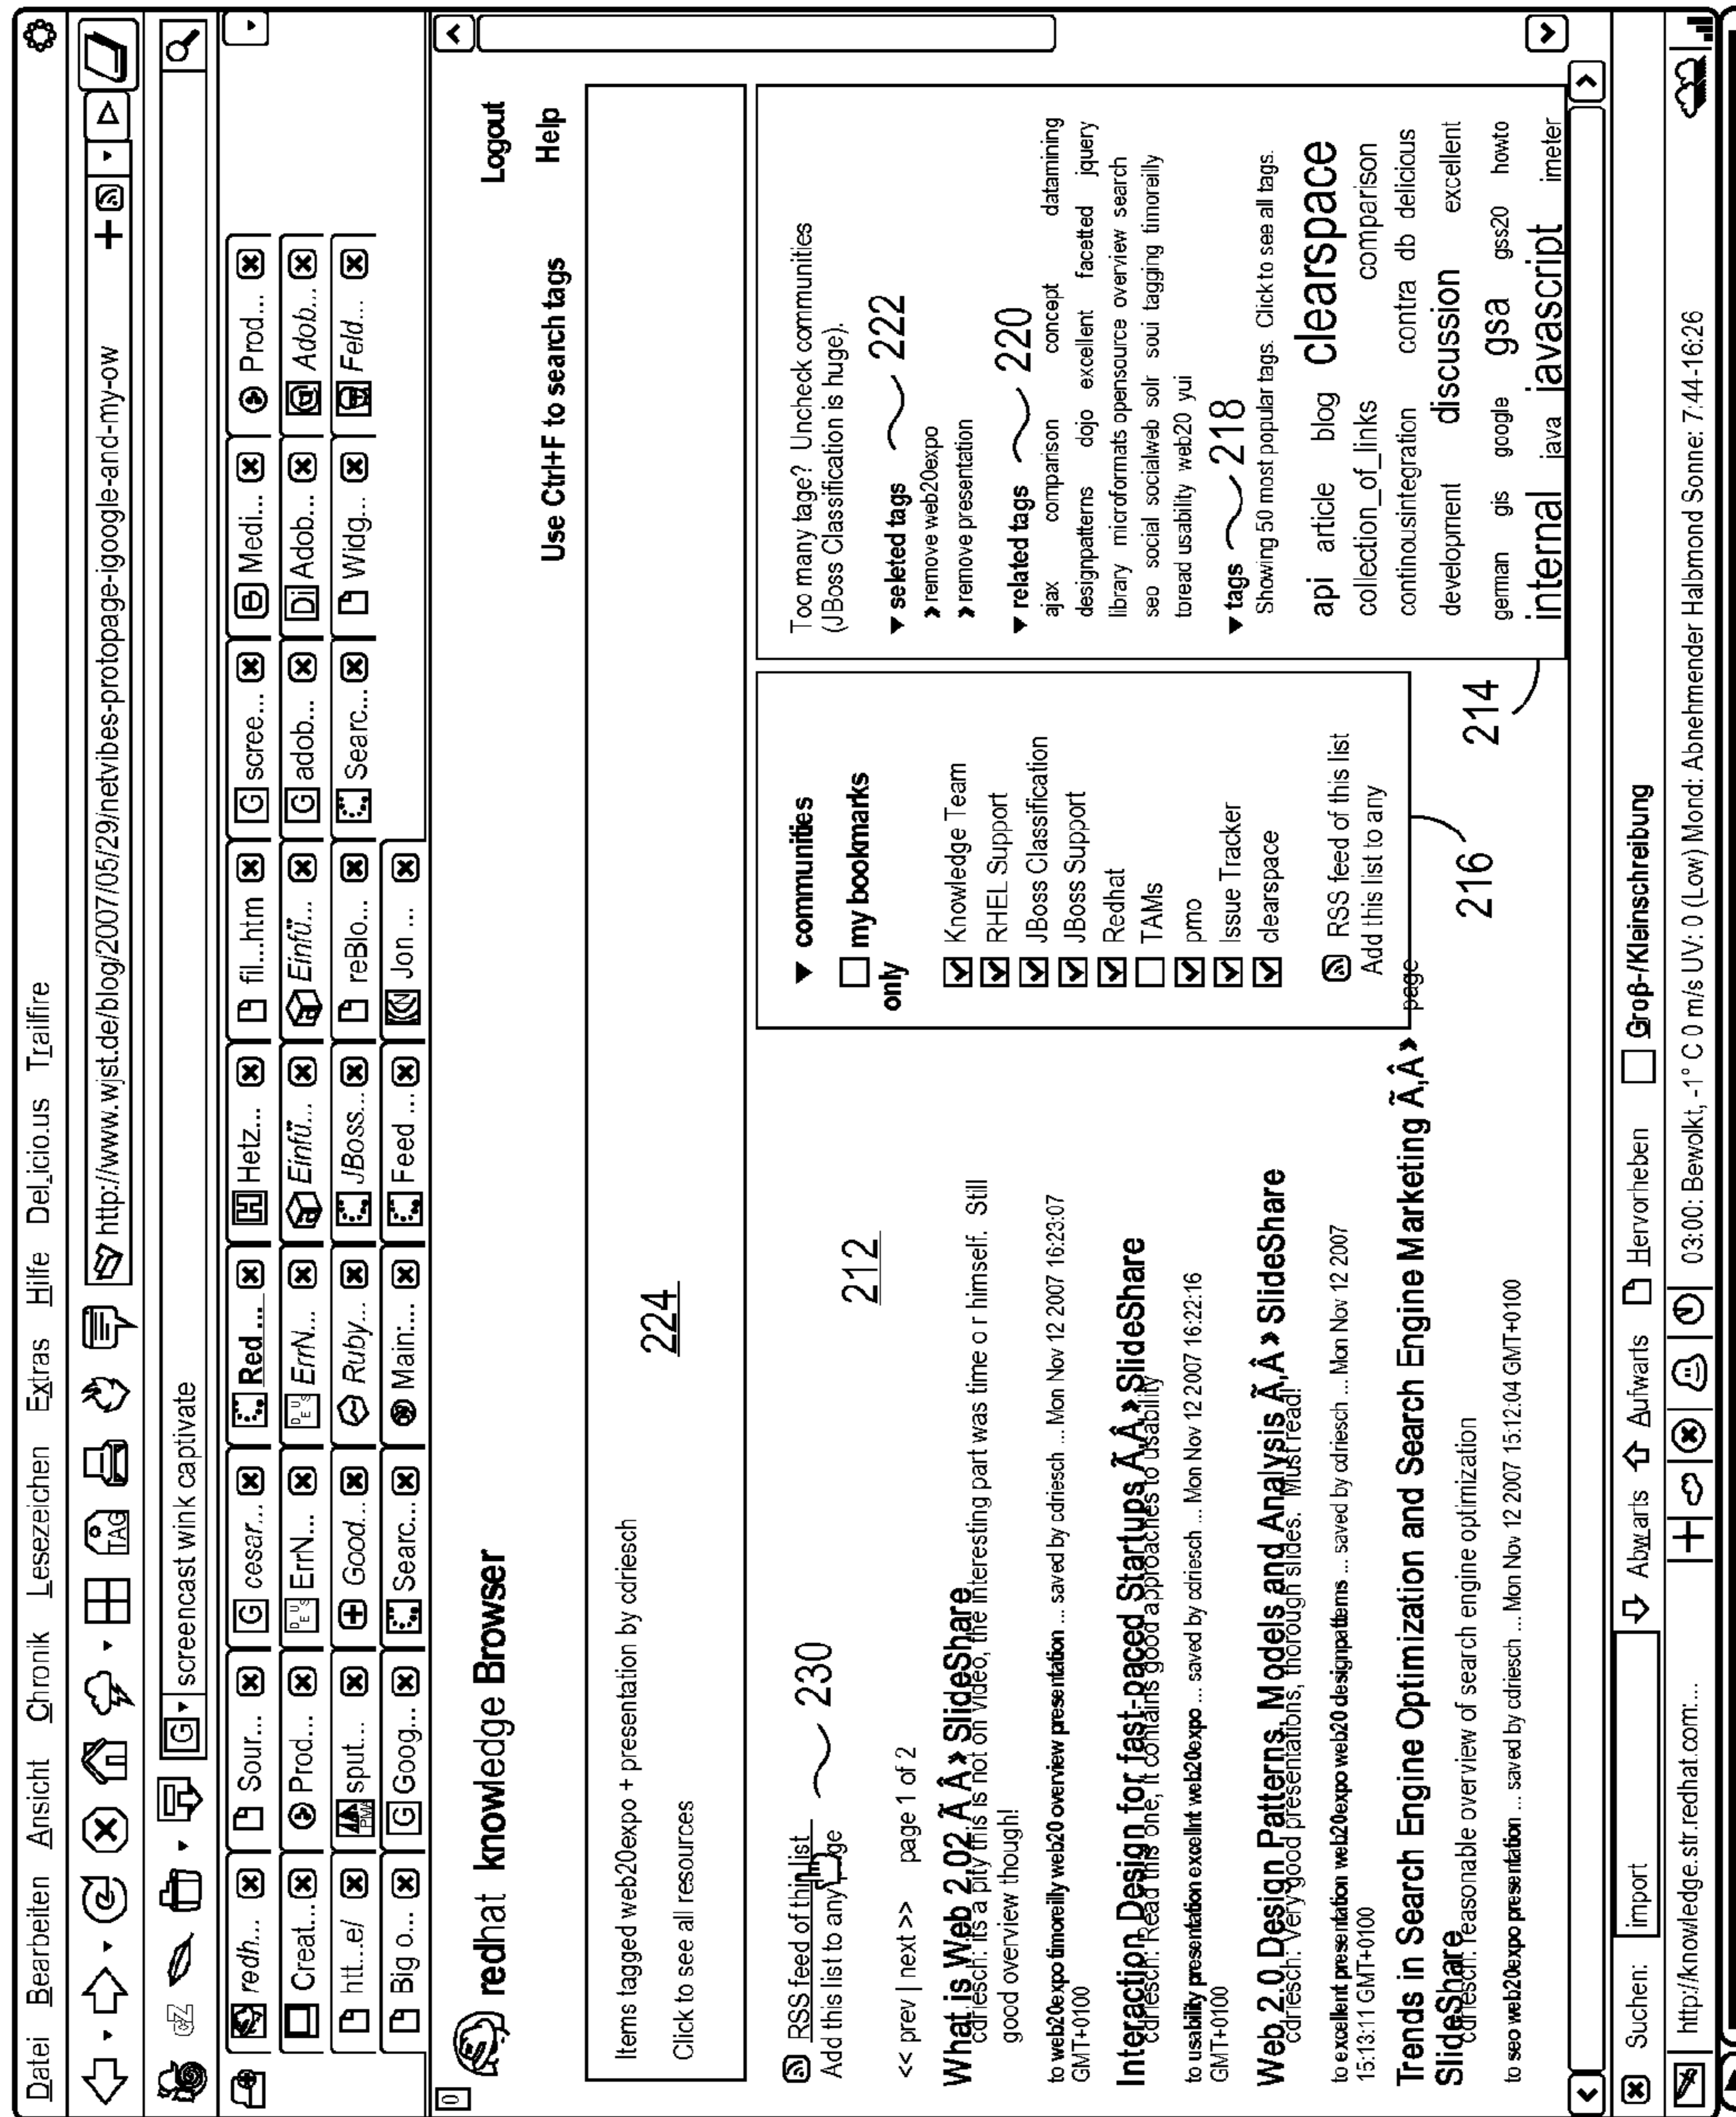 Datei Bearbeiten Ansicht Chronik Lesezeichen Extras Hilfe Del_icio.us Trailfire
TAG http://www.wjst.de/blog/2007/05/29/netvibes-protopage-igoogle-and-my-ow
G screencast wink captivate
redh... Sour... G cesar... Red ... H Hetz... fil...htm G scree... Medi... Prod...
Creat... Prod... ErrN... ErrN... a Einfü... a Einfü... G adob... Di Adob... Adob...
htt...e/ PMA sput... Good... Ruby... JBoss... reBlo... Searc... Widg... Feld...
Big o... G Goog... Searc... Main:... Feed ... Jon ...
0
redhat knowledge Browser
Logout
Use Ctrl+F to search tags Help
Items tagged web20expo + presentation by cdriesch
224
Click to see all resources
RSS feed of this list 230
Add this list to any page
212
<< prev | next >> page 1 of 2
What is Web 2.02 Ã Â » SlideShare
cdriesch: its a pity this is not on video, the interesting part was time o r himself. Still
good overview though!
to web20expo timoreilly web20 overview presentation ... saved by cdriesch ... Mon Nov 12 2007 16:23:07
GMT+0100
Interaction Design for fast-paced Startups Ã,Â » SlideShare
cdriesch: Read this one, it contains good approaches to usability
to usability presentation excellnt web20expo ... saved by cdriesch ... Mon Nov 12 2007 16:22:16
GMT+0100
Web 2.0 Design Patterns, Models and Analysis Ã,Â » SlideShare
cdriesch: Very good presentations, thorough slides. Must read!
to excellent presentation web20expo web20 designpatterns ... saved by cdriesch ... Mon Nov 12 2007
15:13:11 GMT+0100
Trends in Search Engine Optimization and Search Engine Marketing Ã,Â »
SlideShare
cdriesch: reasonable overview of search engine optimization
to seo web20expo presentation ... saved by cdriesch ... Mon Nov 12 2007 15:12:04 GMT+0100
communities
my bookmarks
only
Knowledge Team
RHEL Support
JBoss Classification
JBoss Support
Redhat
TAMs
pmo
Issue Tracker
clearspace
RSS feed of this list
Add this list to any
page
216
214
Too many tage? Uncheck communities
(JBoss Classification is huge).
seleted tags 222
remove web20expo
remove presentation
related tags 220
ajax comparison concept datamining
designpatterns dojo excellent facetted jquery
library microformats opensource overview search
seo social socialweb solr soui tagging timoreilly
toread usability web20 yui
tags 218
Showing 50 most popular tags. Click to see all tags.
api article blog clearspace
collection_of_links comparison
continousintegration contra db delicious
development discussion excellent
german gis google gsa gss20 howto
internal java javascript imeter
Suchen: import Abwarts Aufwarts Hervorheben Groß-/Kleinschreibung
http://knowledge.str.redhat.com:... 03:00: Bewolkt, -1° C 0 m/s UV: 0 (Low) Mond: Abnehmender Halbmond Sonne: 7:44-16:26